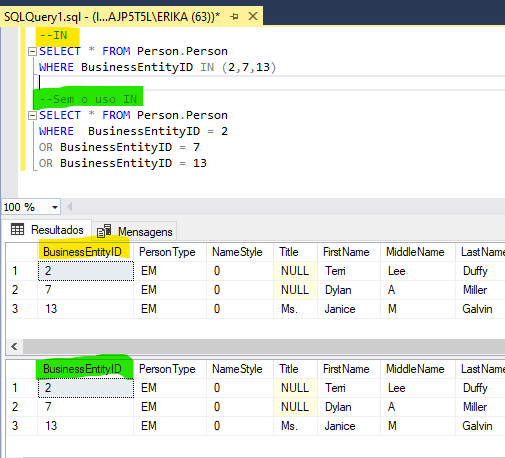 SQLQuery1.sql - (l...AJP5T5L\ERIKA (63))*
--IN
SELECT * FROM Person.Person
WHERE BusinessEntityID IN (2,7,13)
--Sem o uso IN
SELECT * FROM Person.Person
WHERE  BusinessEntityID = 2
OR BusinessEntityID = 7
OR BusinessEntityID = 13
100 %
Resultados Mensagens
BusinessEntityID PersonType NameStyle Title FirstName MiddleName LastName
1 2 EM 0 NULL Terri Lee Duffy
2 7 EM 0 NULL Dylan A Miller
3 13 EM 0 Ms. Janice M Galvin
BusinessEntityID PersonType NameStyle Title FirstName MiddleName LastName
1 2 EM 0 NULL Terri Lee Duffy
2 7 EM 0 NULL Dylan A Miller
3 13 EM 0 Ms. Janice M Galvin